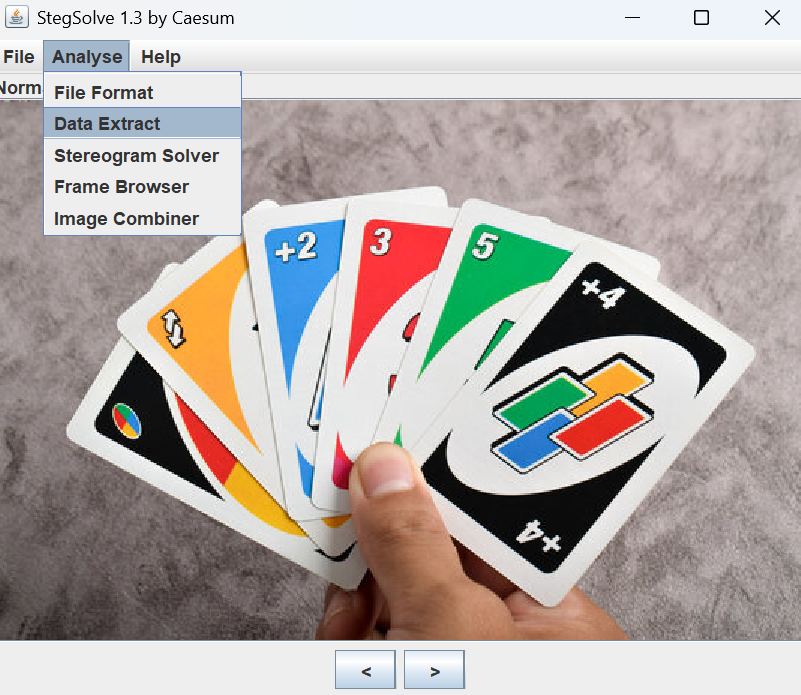 StegSolve 1.3 by Caesum
File Analyse Help
Norm
File Format
Data Extract
Stereogram Solver
Frame Browser
Image Combiner
+2
3
5
+4
+4
< >